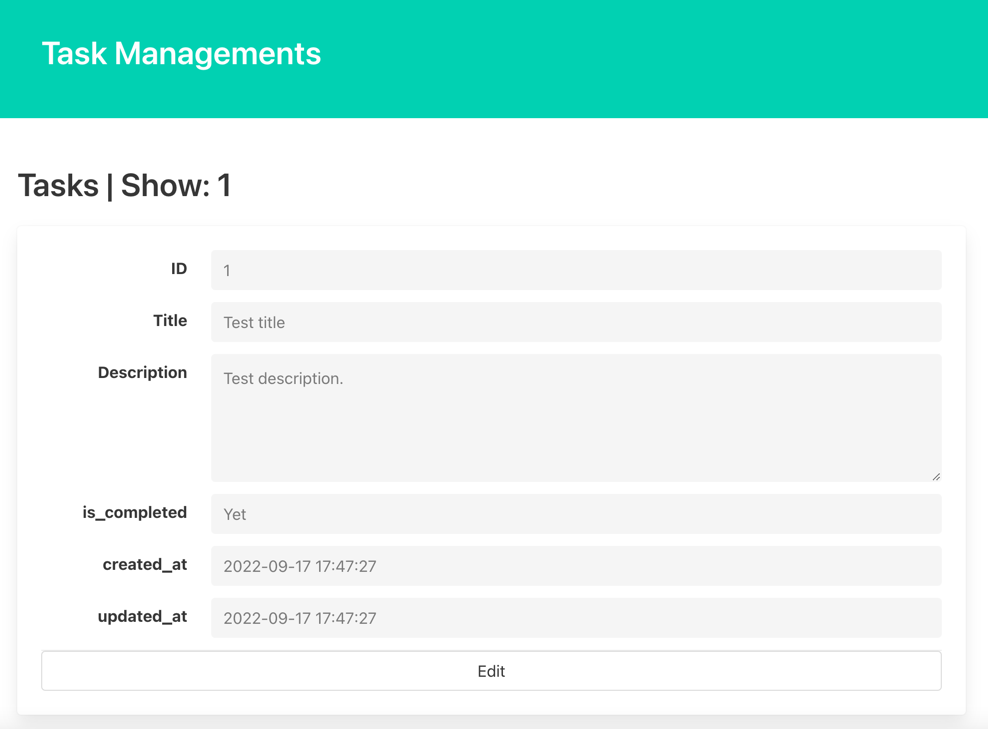 Task Managements
Tasks | Show: 1
ID 1
Title Test title
Description Test description.
is_completed Yet
created_at 2022-09-17 17:47:27
updated_at 2022-09-17 17:47:27
Edit